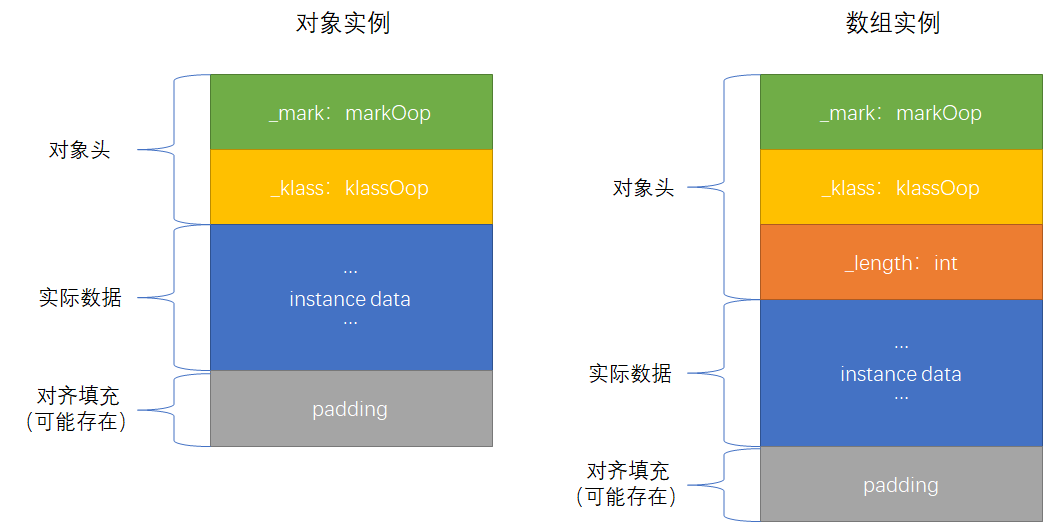 对象实例
对象头
_mark：markOop
_klass：klassOop
实际数据
...
instance data
...
对齐填充
（可能存在）
padding
数组实例
对象头
_mark：markOop
_klass：klassOop
_length：int
实际数据
...
instance data
...
对齐填充
（可能存在）
padding